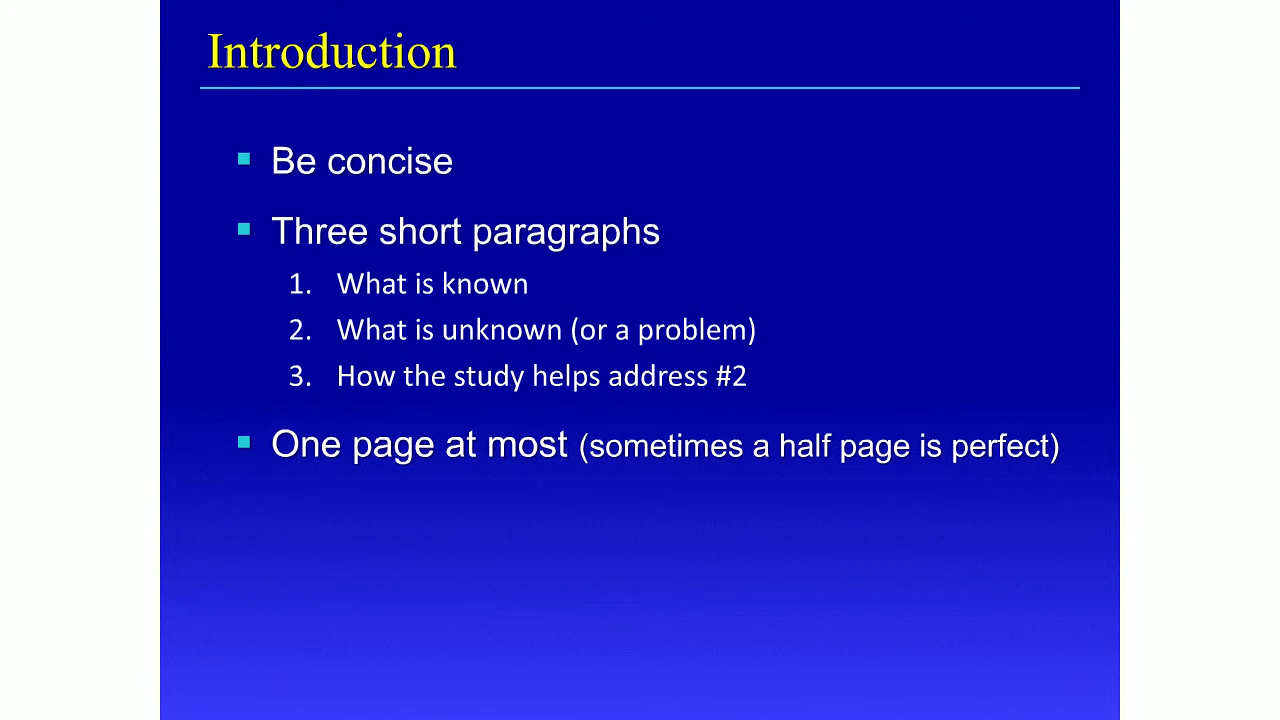 Introduction
Be concise
Three short paragraphs
1. What is known
2. What is unknown (or a problem)
3. How the study helps address #2
One page at most (sometimes a half page is perfect)